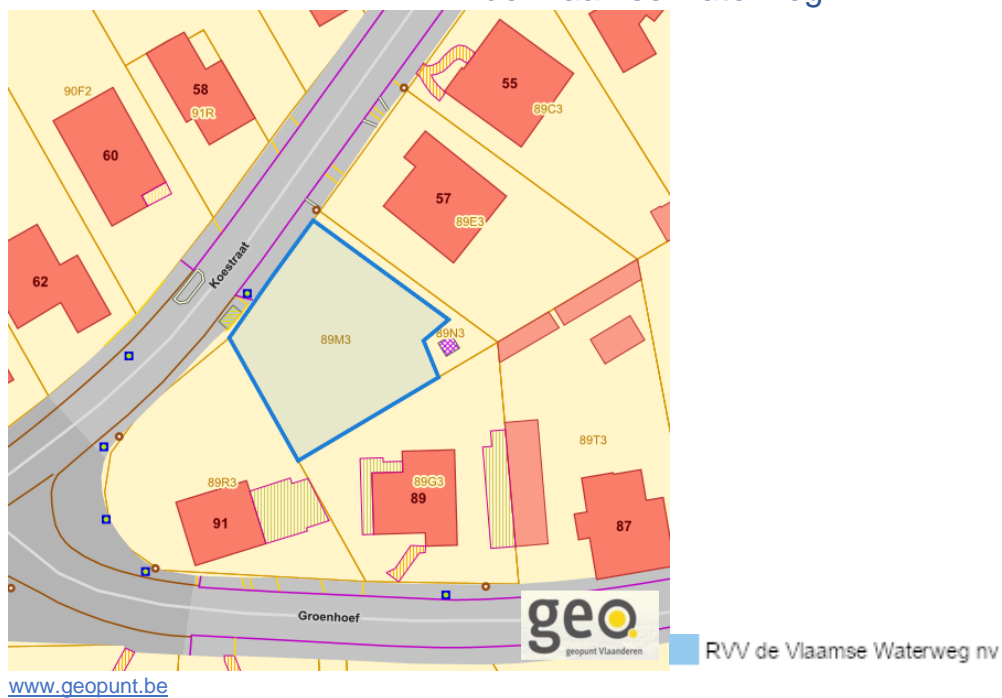 90F2
58
91R
60
55
89C3
57
89E3
62
Koestraat
89M3
89N3
89T3
89R3
89G3
89
91
87
Groenhoef
geo
geopunt Vlaanderen
RVV de Vlaamse Waterweg nv
www.geopunt.be